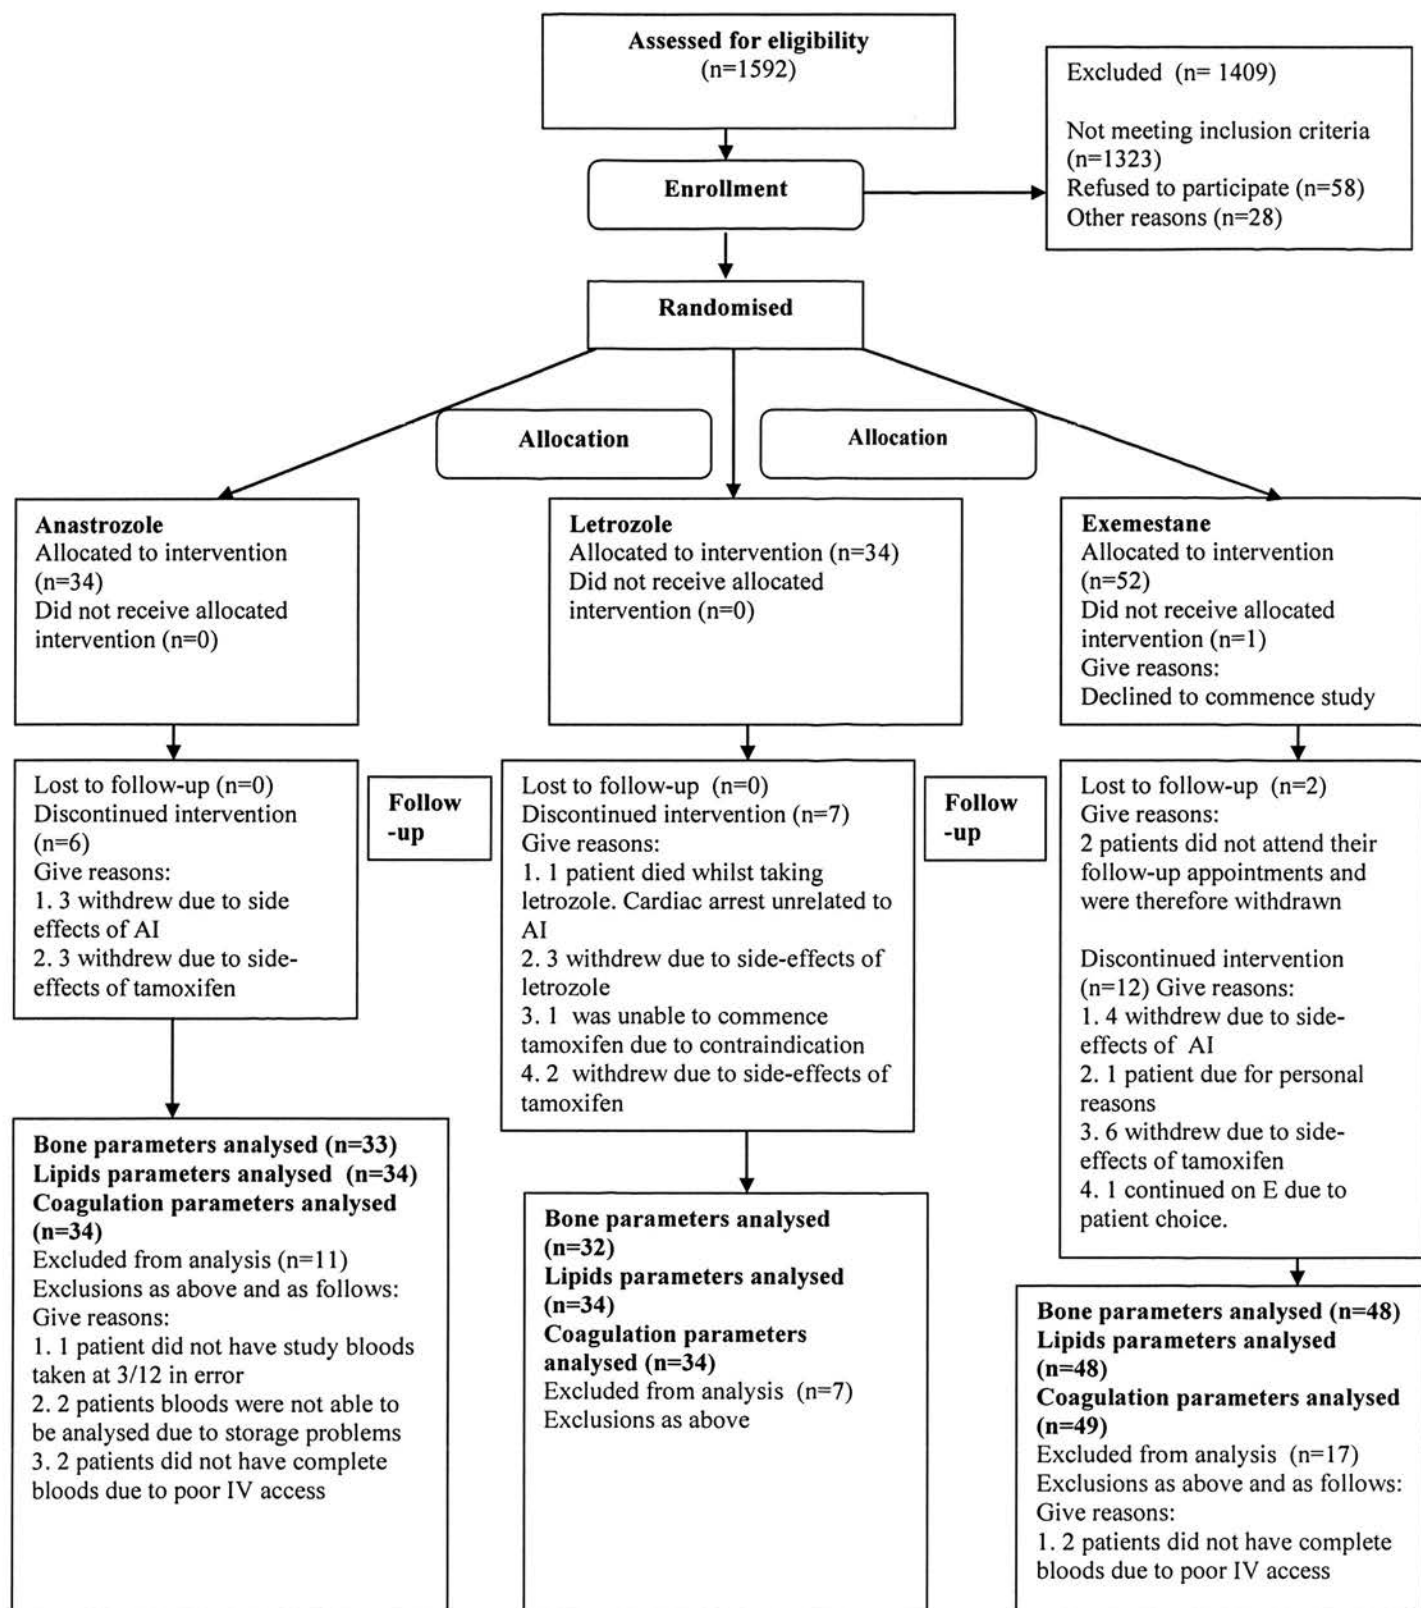 Assessed for eligibility
(n=1592)
Excluded (n= 1409)
Not meeting inclusion criteria
(n=1323)
Refused to participate (n=58)
Other reasons (n=28)
Enrollment
Randomised
Allocation
Allocation
Anastrozole
Allocated to intervention
(n=34)
Did not receive allocated
intervention (n=0)
Letrozole
Allocated to intervention (n=34)
Did not receive allocated
intervention (n=0)
Exemestane
Allocated to intervention
(n=52)
Did not receive allocated
intervention (n=1)
Give reasons:
Declined to commence study
Lost to follow-up (n=0)
Discontinued intervention
(n=6)
Give reasons:
1. 3 withdrew due to side
effects of AI
2. 3 withdrew due to side-
effects of tamoxifen
Follow
-up
Lost to follow-up (n=0)
Discontinued intervention (n=7)
Give reasons:
1. 1 patient died whilst taking
letrozole. Cardiac arrest unrelated to
AI
2. 3 withdrew due to side-effects of
letrozole
3. 1 was unable to commence
tamoxifen due to contraindication
4. 2 withdrew due to side-effects of
tamoxifen
Follow
-up
Lost to follow-up (n=2)
Give reasons:
2 patients did not attend their
follow-up appointments and
were therefore withdrawn
Discontinued intervention
(n=12) Give reasons:
1. 4 withdrew due to side-
effects of AI
2. 1 patient due for personal
reasons
3. 6 withdrew due to side-
effects of tamoxifen
4. 1 continued on E due to
patient choice.
Bone parameters analysed (n=33)
Lipids parameters analysed (n=34)
Coagulation parameters analysed
(n=34)
Excluded from analysis (n=11)
Exclusions as above and as follows:
Give reasons:
1. 1 patient did not have study bloods
taken at 3/12 in error
2. 2 patients bloods were not able to
be analysed due to storage problems
3. 2 patients did not have complete
bloods due to poor IV access
Bone parameters analysed
(n=32)
Lipids parameters analysed
(n=34)
Coagulation parameters
analysed (n=34)
Excluded from analysis (n=7)
Exclusions as above
Bone parameters analysed (n=48)
Lipids parameters analysed
(n=48)
Coagulation parameters analysed
(n=49)
Excluded from analysis (n=17)
Exclusions as above and as follows:
Give reasons:
1. 2 patients did not have complete
bloods due to poor IV access